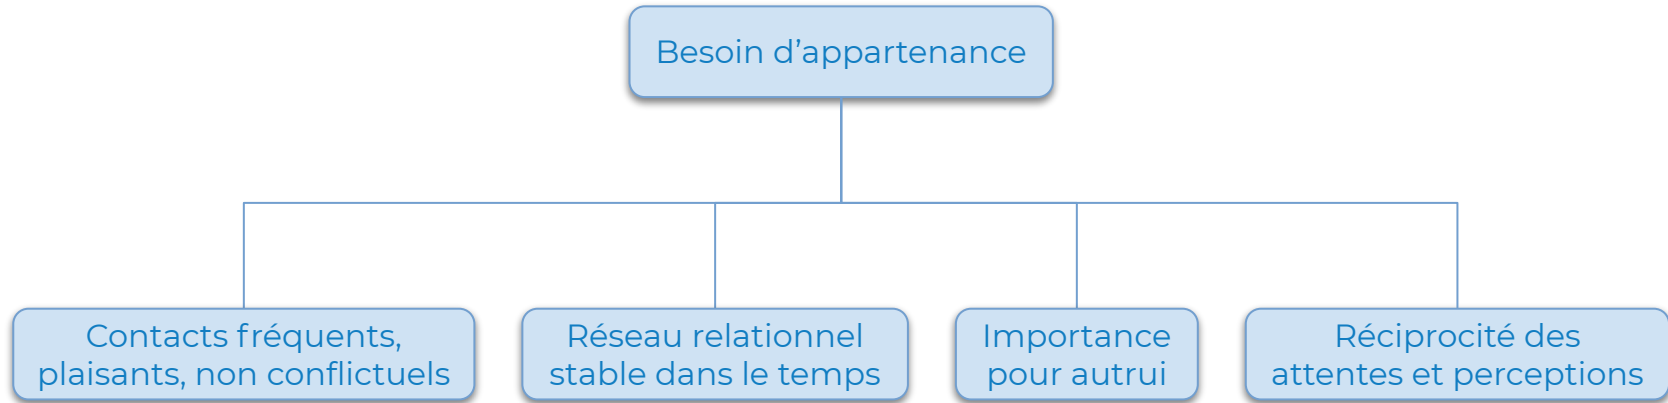 Besoin d’appartenance
Contacts fréquents,
plaisants, non conflictuels
Réseau relationnel
stable dans le temps
Importance
pour autrui
Réciprocité des
attentes et perceptions